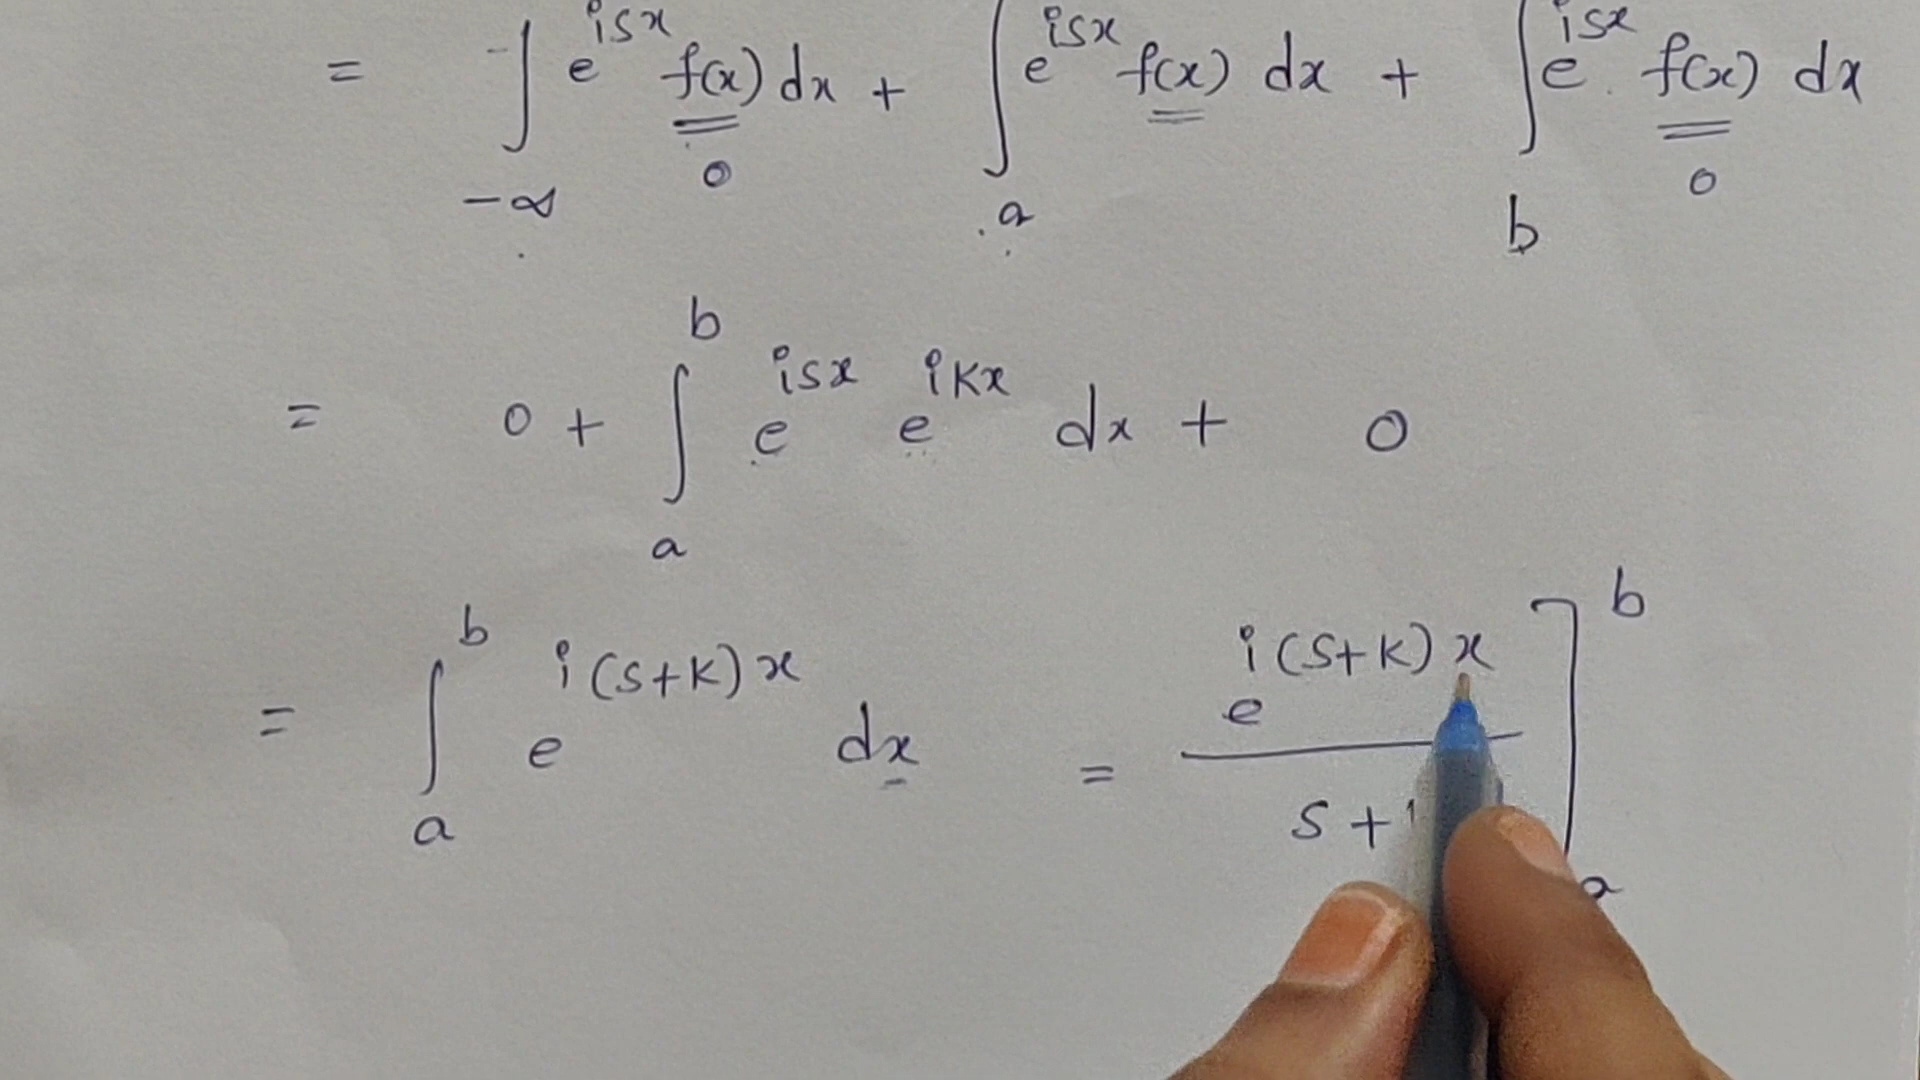 = ∫ e^{isx} f(x) dx + ∫ e^{isx} f(x) dx + ∫ e^{isx} f(x) dx
-∞ 0 a b 0
b
= 0 + ∫ e^{isx} e^{ikx} dx + 0
a
b b
= ∫ e^{i(s+k)x} dx = e^{i(s+k)x} / s + ]
a a